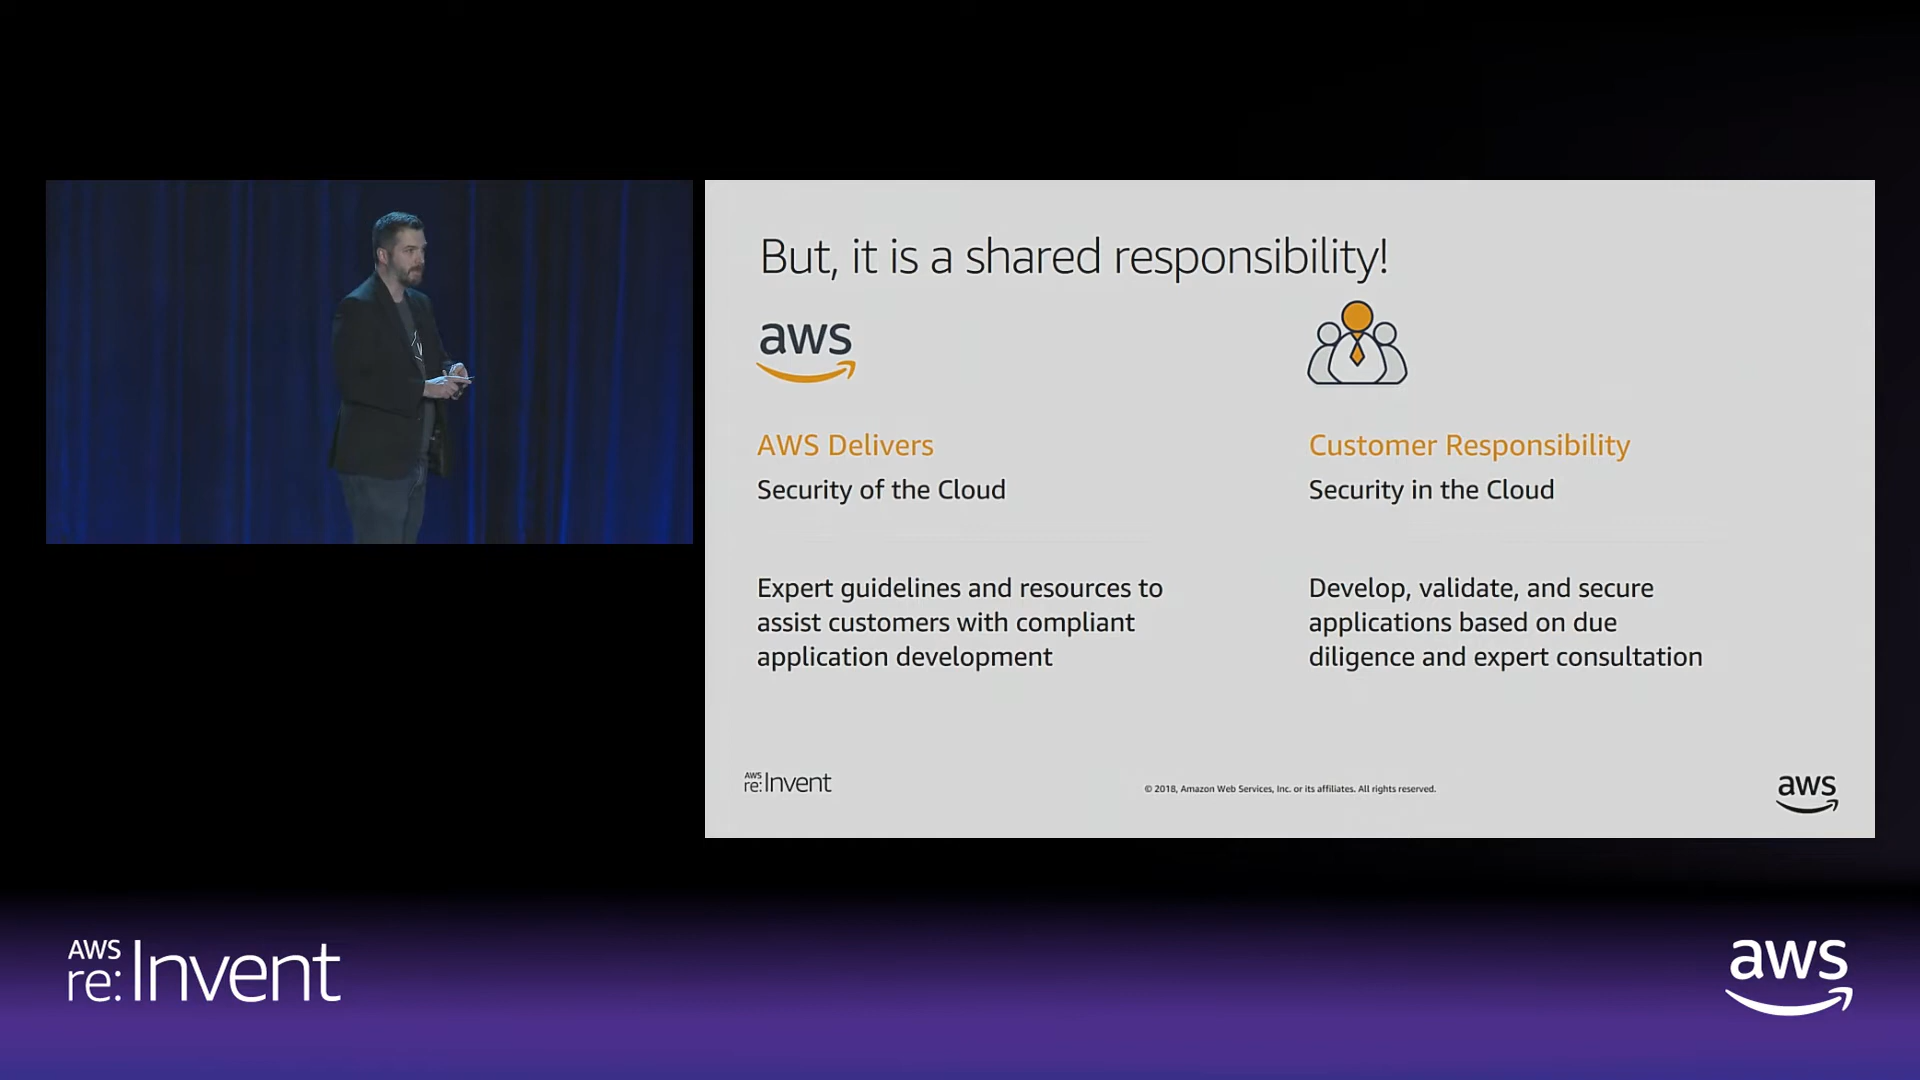 But, it is a shared responsibility!
aws
AWS Delivers
Security of the Cloud
Expert guidelines and resources to
assist customers with compliant
application development
Customer Responsibility
Security in the Cloud
Develop, validate, and secure
applications based on due
diligence and expert consultation
AWS
re:Invent
© 2018, Amazon Web Services, Inc. or its affiliates. All rights reserved.
aws
AWS
re:Invent
aws